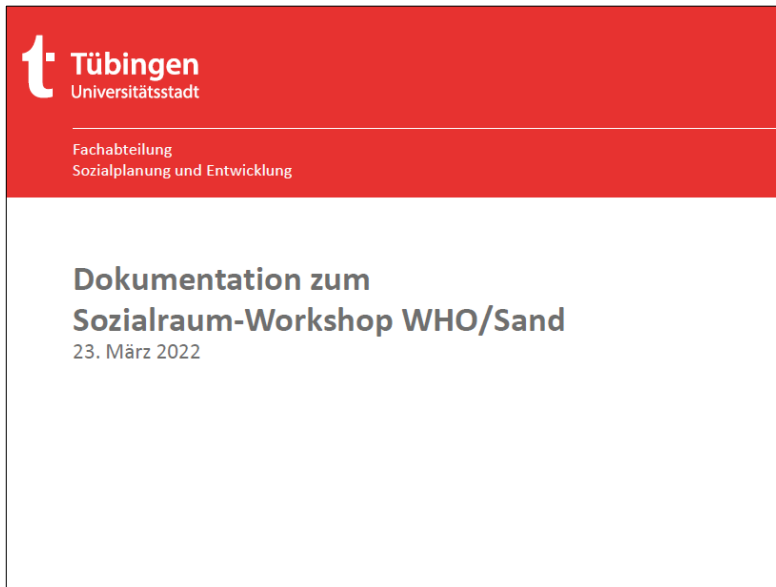 Tübingen
Universitätsstadt
Fachabteilung
Sozialplanung und Entwicklung
Dokumentation zum
Sozialraum-Workshop WHO/Sand
23. März 2022